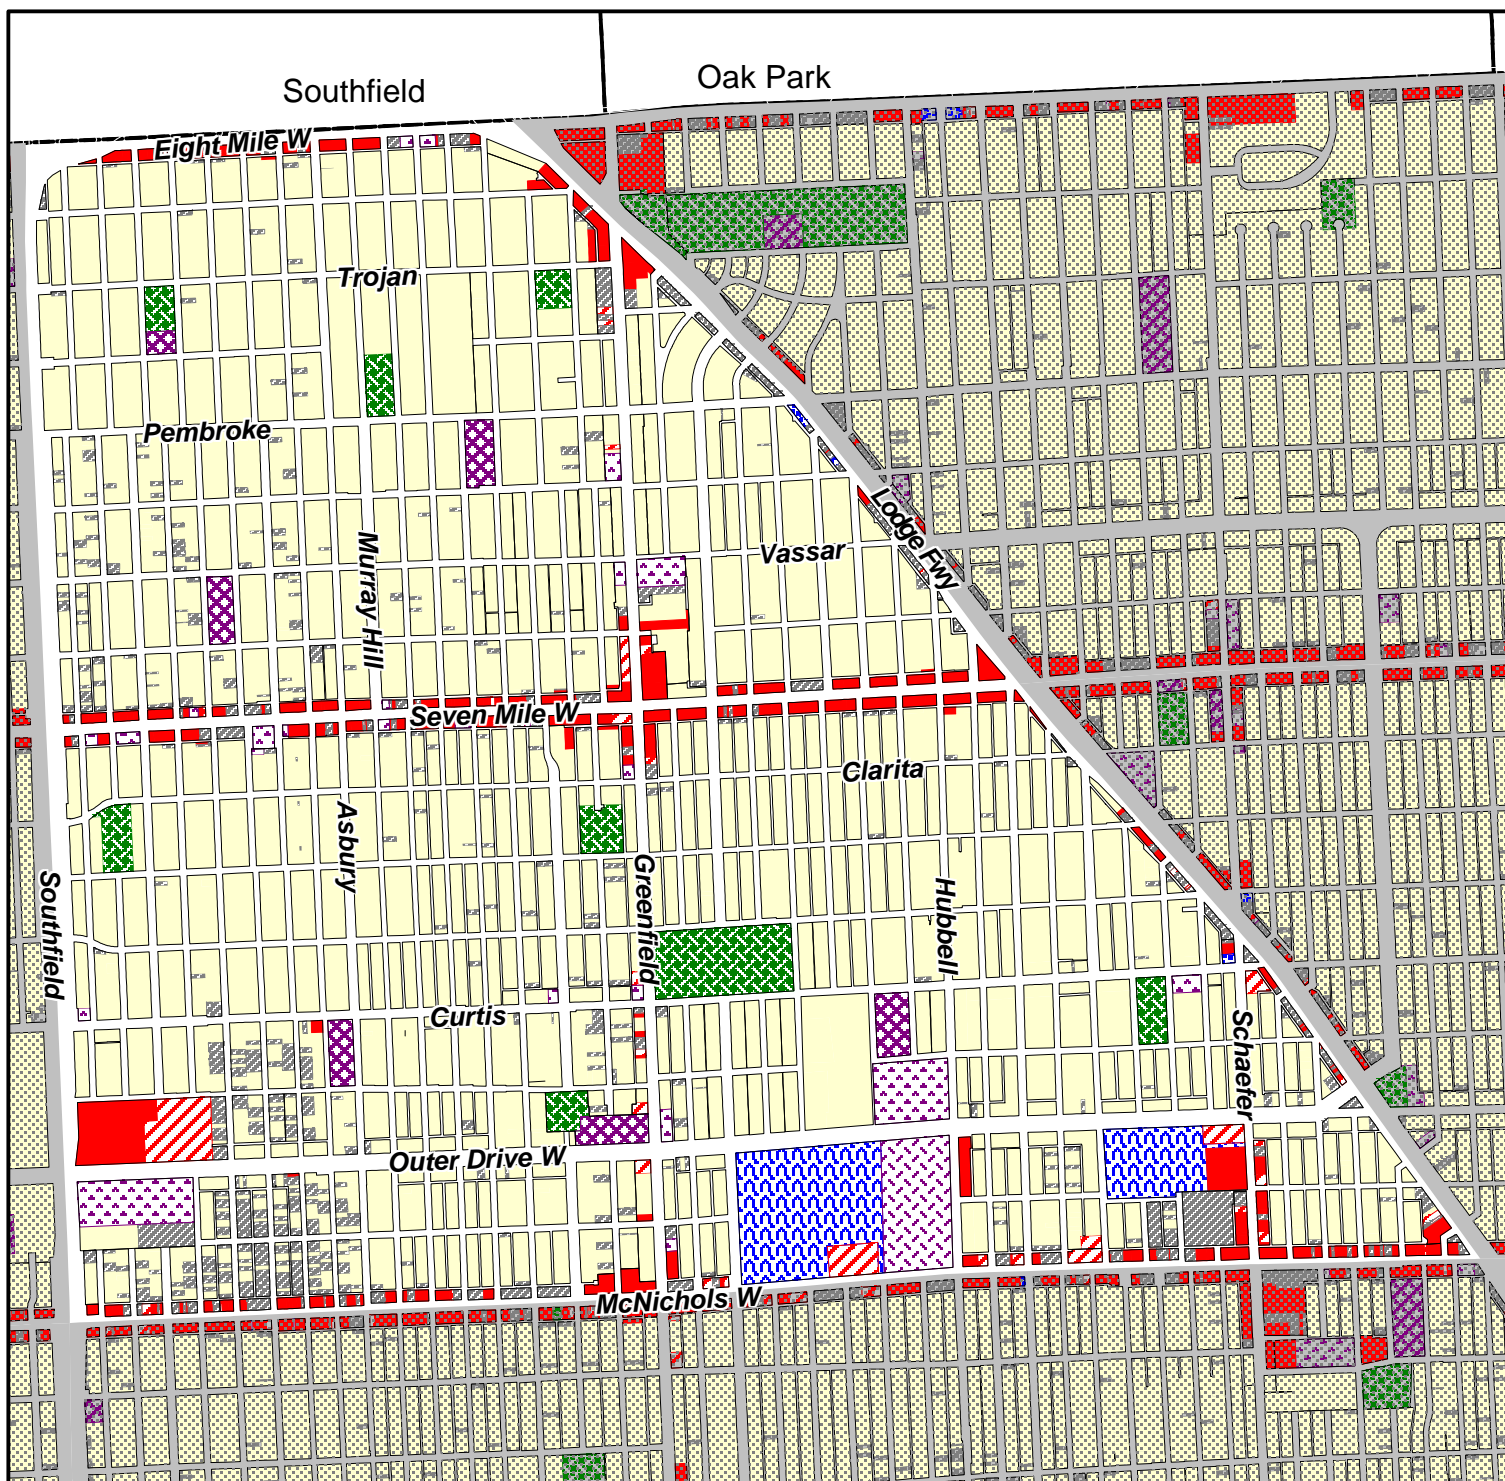 Southfield
Oak Park
Eight Mile W
Trojan
Pembroke
Lodge Fwy
Murray Hill
Vassar
Seven Mile W
Clarita
Asbury
Southfield
Greenfield
Hubbell
Curtis
Schaefer
Outer Drive W
McNichols W